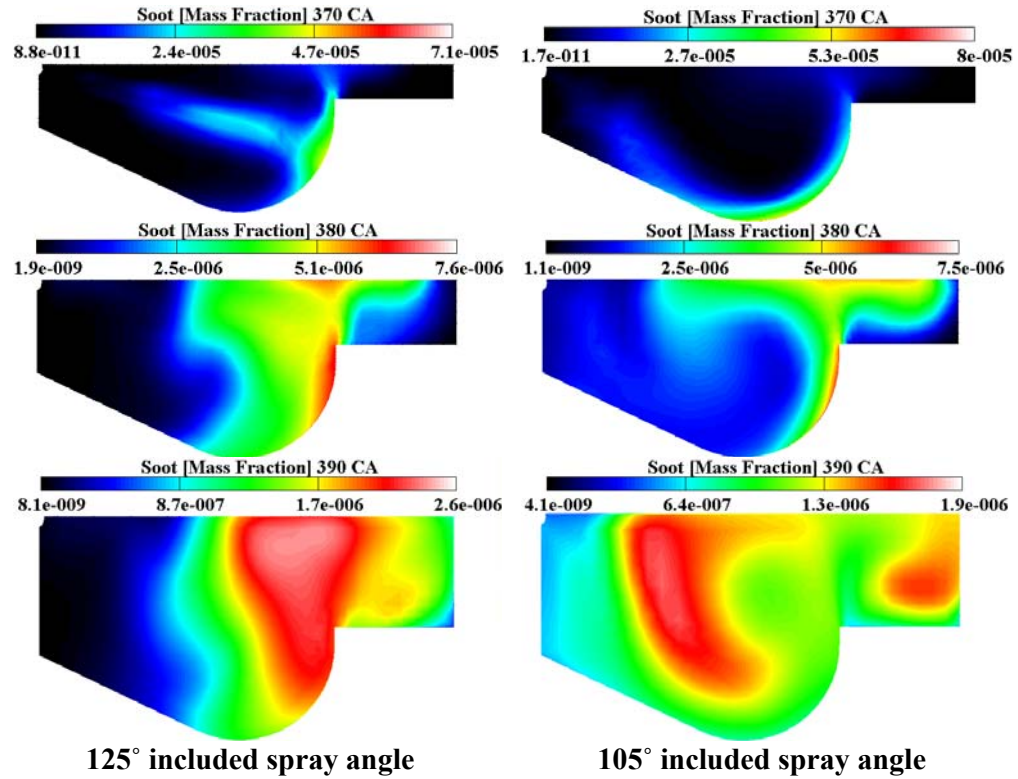 Soot [Mass Fraction] 370 CA
8.8e-011 2.4e-005 4.7e-005 7.1e-005
Soot [Mass Fraction] 370 CA
1.7e-011 2.7e-005 5.3e-005 8e-005
Soot [Mass Fraction] 380 CA
1.9e-009 2.5e-006 5.1e-006 7.6e-006
Soot [Mass Fraction] 380 CA
1.1e-009 2.5e-006 5e-006 7.5e-006
Soot [Mass Fraction] 390 CA
8.1e-009 8.7e-007 1.7e-006 2.6e-006
Soot [Mass Fraction] 390 CA
4.1e-009 6.4e-007 1.3e-006 1.9e-006
125˚ included spray angle
105˚ included spray angle